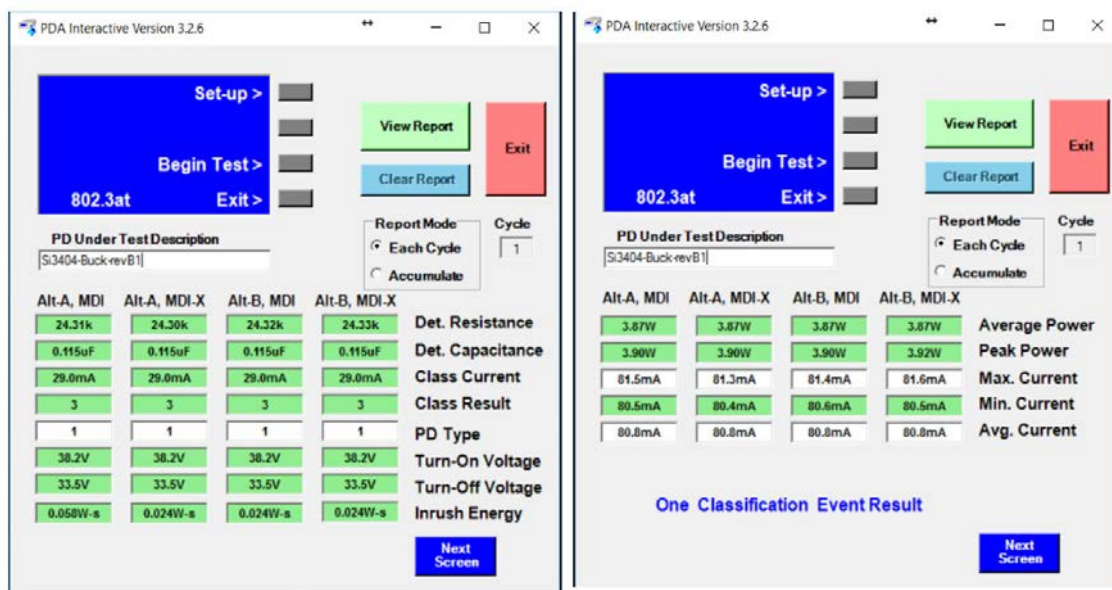 PDA Interactive Version 3.2.6
Set-up >
View Report
Exit
Begin Test >
Clear Report
802.3at Exit >
Report Mode Cycle
PD Under Test Description
Each Cycle 1
Si3404-Buck-revB1
Accumulate
Alt-A, MDI Alt-A, MDI-X Alt-B, MDI Alt-B, MDI-X
24.31k 24.30k 24.32k 24.33k Det. Resistance
0.115uF 0.115uF 0.115uF 0.115uF Det. Capacitance
29.0mA 29.0mA 29.0mA 29.0mA Class Current
3 3 3 3 Class Result
1 1 1 1 PD Type
38.2V 38.2V 38.2V 38.2V Turn-On Voltage
33.5V 33.5V 33.5V 33.5V Turn-Off Voltage
0.058W-s 0.024W-s 0.024W-s 0.024W-s Inrush Energy
Next
Screen
PDA Interactive Version 3.2.6
Set-up >
View Report
Exit
Begin Test >
Clear Report
802.3at Exit >
Report Mode Cycle
PD Under Test Description
Each Cycle 1
Si3404-Buck-revB1
Accumulate
Alt-A, MDI Alt-A, MDI-X Alt-B, MDI Alt-B, MDI-X
3.87W 3.87W 3.87W 3.87W Average Power
3.90W 3.90W 3.90W 3.92W Peak Power
81.5mA 81.3mA 81.4mA 81.6mA Max. Current
80.5mA 80.4mA 80.6mA 80.5mA Min. Current
80.8mA 80.8mA 80.8mA 80.8mA Avg. Current
One Classification Event Result
Next
Screen